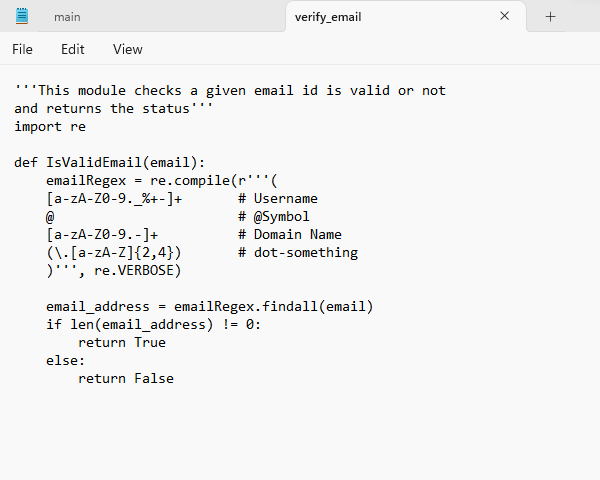 main
verify_email
File Edit View
'''This module checks a given email id is valid or not
and returns the status'''
import re

def IsValidEmail(email):
    emailRegex = re.compile(r'''(
    [a-zA-Z0-9._%+-]+       # Username
    @                       # @Symbol
    [a-zA-Z0-9.-]+          # Domain Name
    (\.[a-zA-Z]{2,4})       # dot-something
    )''', re.VERBOSE)

    email_address = emailRegex.findall(email)
    if len(email_address) != 0:
        return True
    else:
        return False